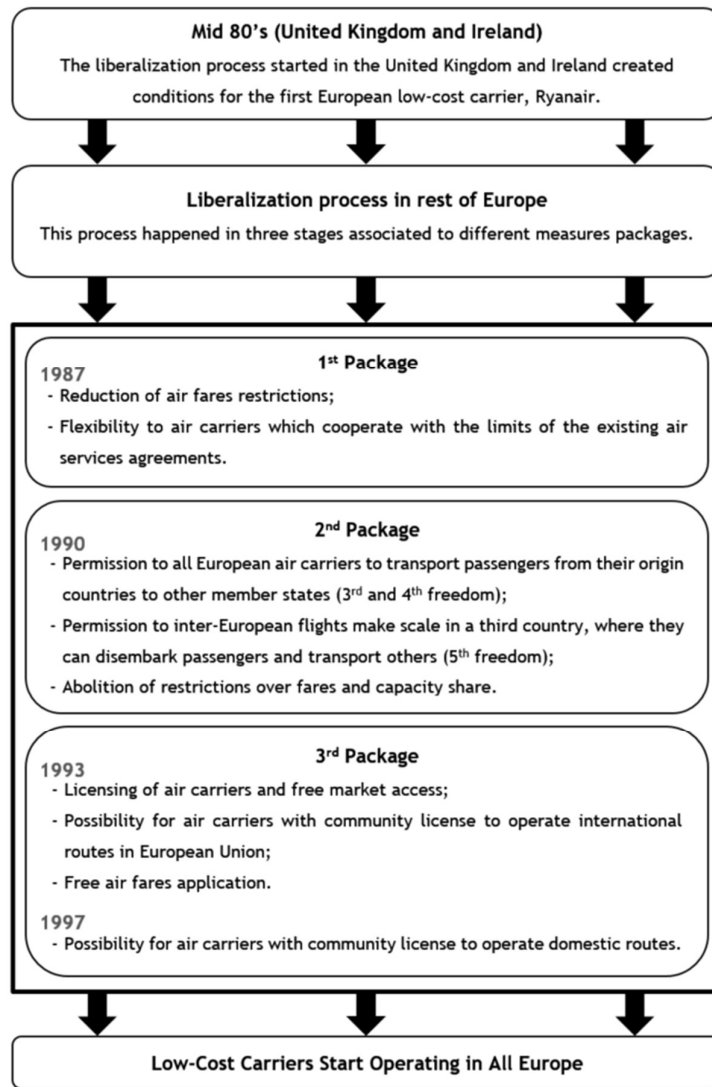 Mid 80's (United Kingdom and Ireland)
The liberalization process started in the United Kingdom and Ireland created
conditions for the first European low-cost carrier, Ryanair.
Liberalization process in rest of Europe
This process happened in three stages associated to different measures packages.
1st Package
1987
- Reduction of air fares restrictions;
- Flexibility to air carriers which cooperate with the limits of the existing air
services agreements.
2nd Package
1990
- Permission to all European air carriers to transport passengers from their origin
countries to other member states (3rd and 4th freedom);
- Permission to inter-European flights make scale in a third country, where they
can disembark passengers and transport others (5th freedom);
- Abolition of restrictions over fares and capacity share.
3rd Package
1993
- Licensing of air carriers and free market access;
- Possibility for air carriers with community license to operate international
routes in European Union;
- Free air fares application.
1997
- Possibility for air carriers with community license to operate domestic routes.
Low-Cost Carriers Start Operating in All Europe